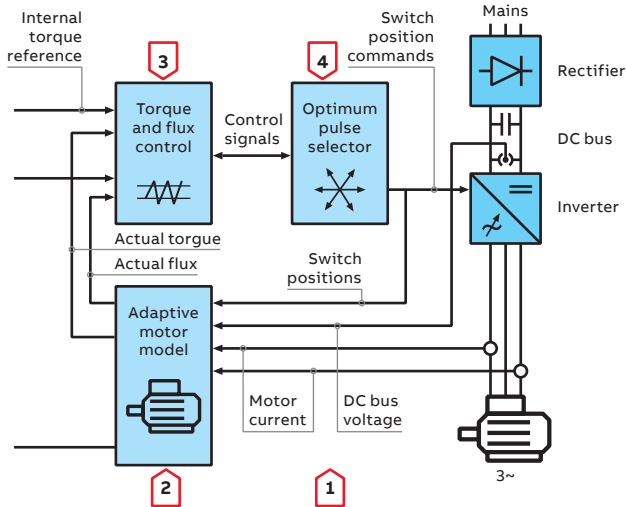 Internal
torque
reference
3
4
Switch
position
commands
Mains
Rectifier
Torque
and flux
control
Control
signals
Optimum
pulse
selector
DC bus
Inverter
Actual torgue
Actual flux
Switch
positions
Adaptive
motor
model
Motor
current
DC bus
voltage
2
1
3~